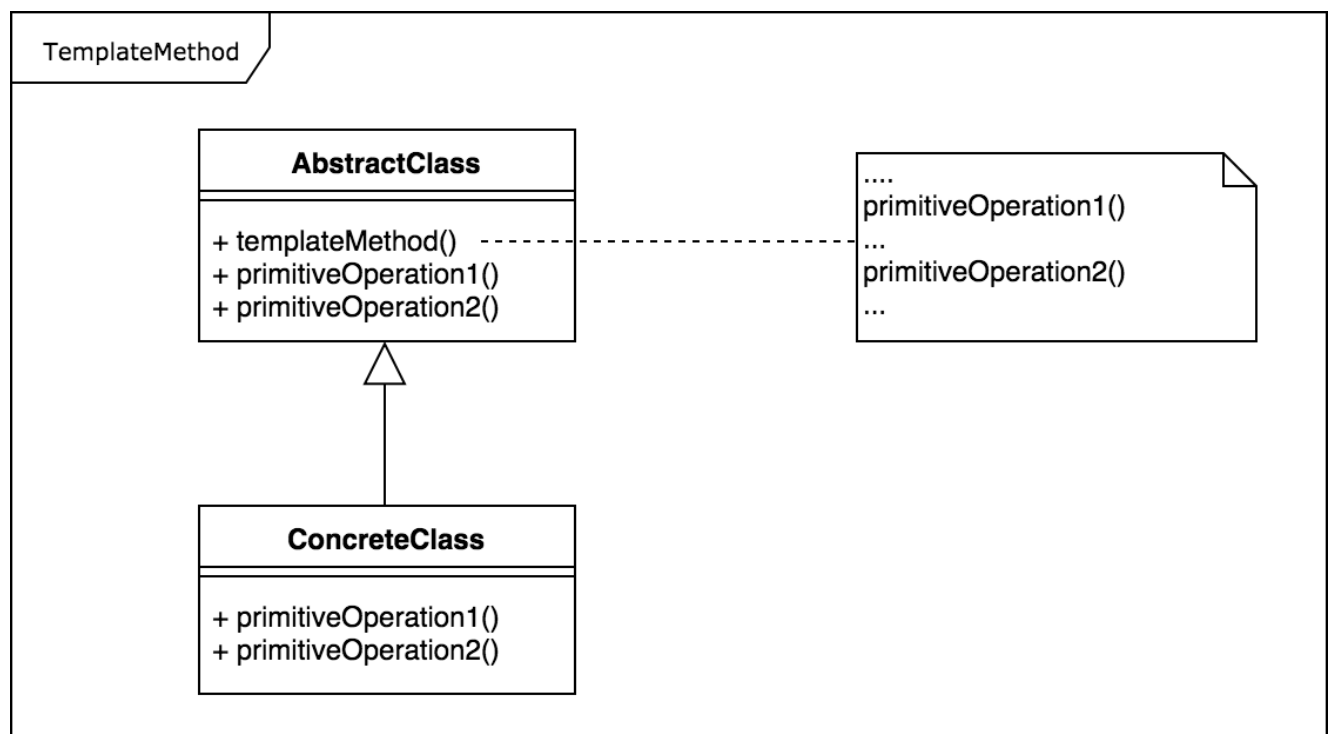 TemplateMethod
AbstractClass
+ templateMethod()
+ primitiveOperation1()
+ primitiveOperation2()
....
primitiveOperation1()
...
primitiveOperation2()
...
ConcreteClass
+ primitiveOperation1()
+ primitiveOperation2()